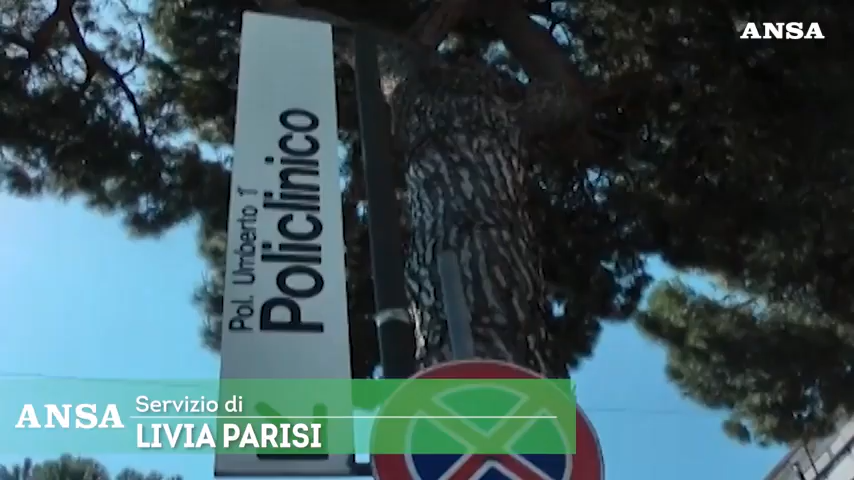 ANSA
Pol. Umberto 1°
Policlinico
ANSA
Servizio di
LIVIA PARISI